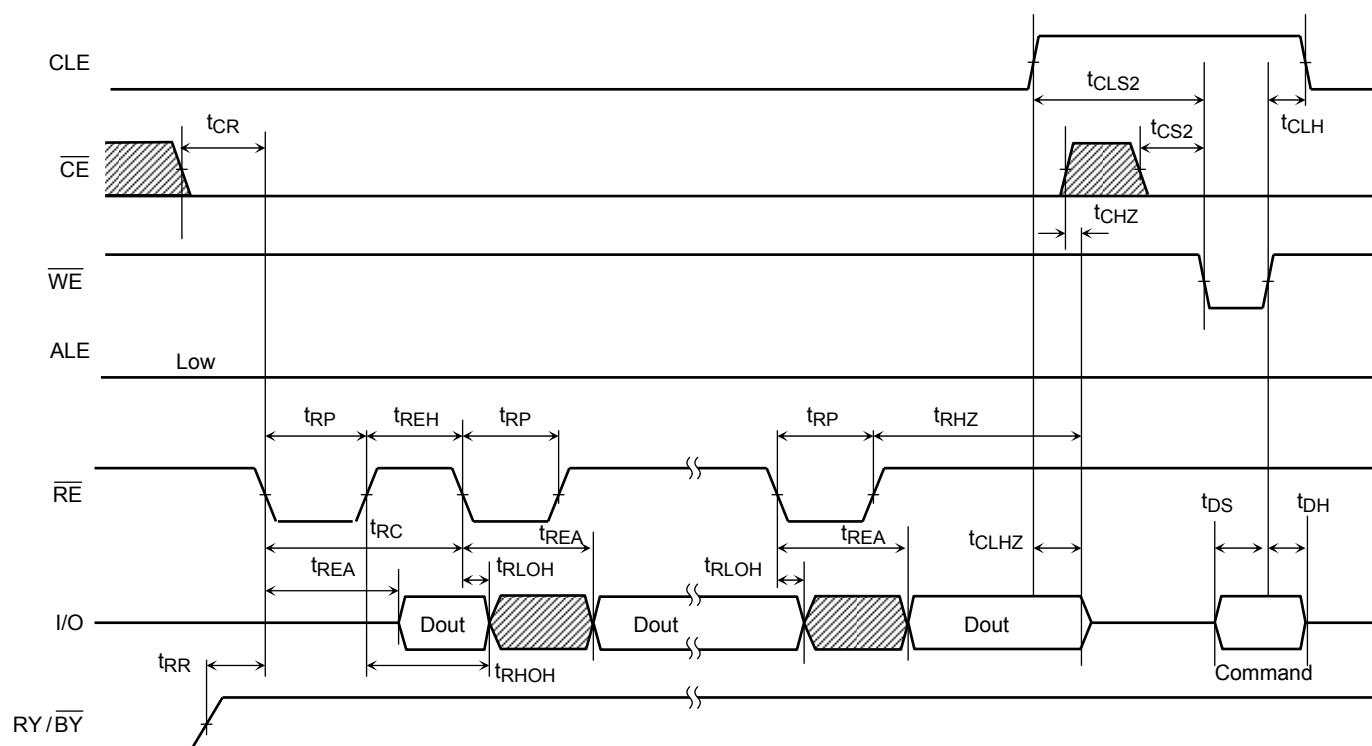 CLE
tCLS2
tCLH
tCR
tCS2
CE
tCHZ
WE
ALE
Low
tRP
tREH
tRP
tRP
tRHZ
RE
tDS
tDH
tRC
tREA
tREA
tCLHZ
tREA
tRLOH
tRLOH
I/O
Dout
Dout
Dout
tRR
tRHOH
Command
RY/BY